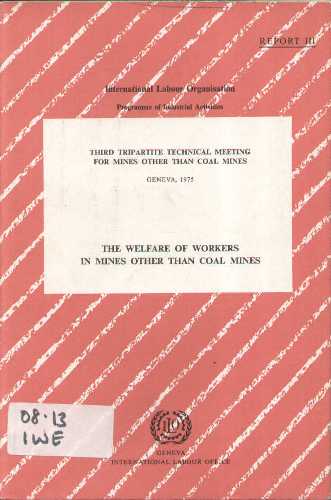 REPORT III
International Labour Organisation
Programme of Industrial Activities
THIRD TRIPARTITE TECHNICAL MEETING
FOR MINES OTHER THAN COAL MINES
GENEVA, 1975
THE WELFARE OF WORKERS
IN MINES OTHER THAN COAL MINES
08.13
IWE
ILO
GENEVA
INTERNATIONAL LABOUR OFFICE